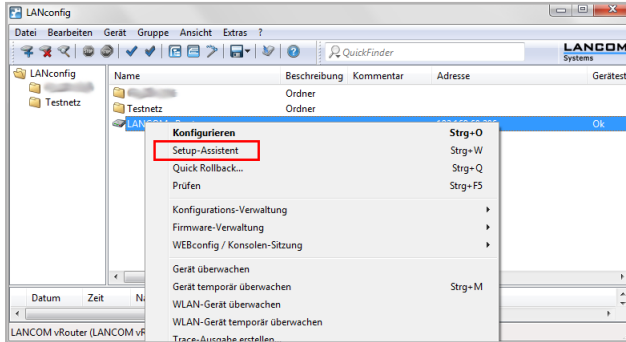 LANconfig
Datei Bearbeiten Gerät Gruppe Ansicht Extras ?
QuickFinder
LANCOM
Systems
LANconfig
Testnetz
Name Beschreibung Kommentar Adresse Gerätest
Ordner
Testnetz Ordner
Ok
Konfigurieren Strg+O
Setup-Assistent Strg+W
Quick Rollback... Strg+Q
Prüfen Strg+F5
Konfigurations-Verwaltung
Firmware-Verwaltung
WEBconfig / Konsolen-Sitzung
Gerät überwachen
Gerät temporär überwachen Strg+M
WLAN-Gerät überwachen
WLAN-Gerät temporär überwachen
Trace-Ausgabe erstellen...
Datum Zeit
LANCOM vRouter (LANCOM vR